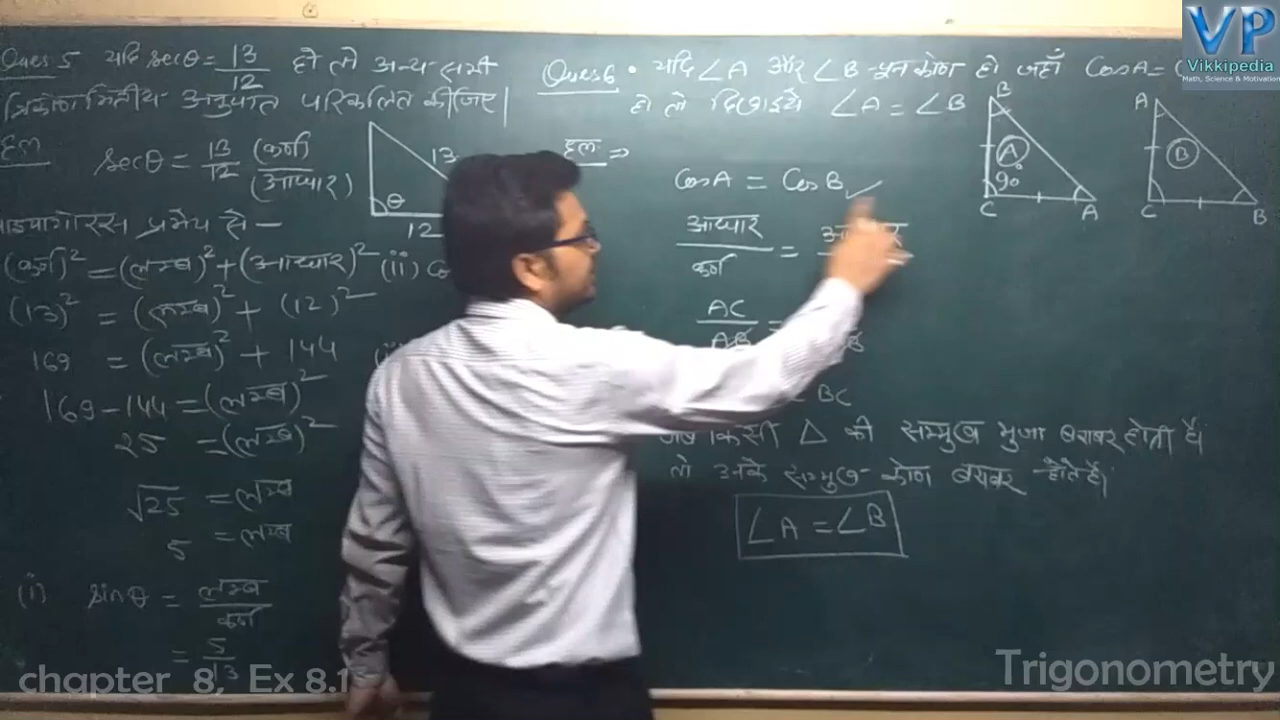 Ques 5 यदि secθ = 13/12 हो तो अन्य सभी
त्रिकोणमितीय अनुपात परिकलित कीजिए।
हल
secθ = 13/12 (कर्ण)/(आधार)
13
θ
12
पाइथागोरस प्रमेय से –
(कर्ण)² = (लम्ब)² + (आधार)²
(13)² = (लम्ब)² + (12)²
169 = (लम्ब)² + 144
169 – 144 = (लम्ब)²
25 = (लम्ब)²
√25 = लम्ब
5 = लम्ब
(i) sinθ = लम्ब/कर्ण
= 5/13
(ii)
Ques 6. यदि ∠A और ∠B न्यून कोण हो जहाँ CosA =
हो तो दिखाइये ∠A = ∠B
हल ⇒
CosA = CosB ✓
आधार/कर्ण =
AC/AB =
BC
जब किसी △ की सम्मुख भुजा बराबर होती है।
तो उनके सम्मुख कोण बराबर होते हैं।
∠A = ∠B
B
A
90°
C A
A
B
C B
VP
Vikkipedia
Math, Science & Motivation
chapter 8, Ex 8.1
Trigonometry